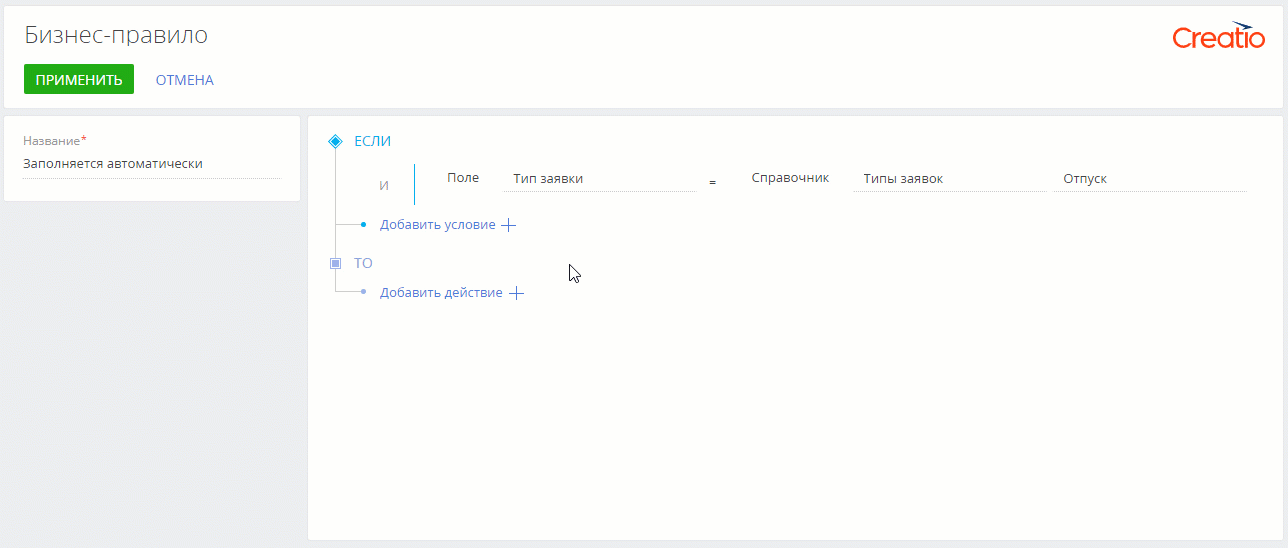 Бизнес-правило
Creatio
ПРИМЕНИТЬ ОТМЕНА
Название*
Заполняется автоматически
ЕСЛИ
И Поле Тип заявки = Справочник Типы заявок Отпуск
Добавить условие
ТО
Добавить действие